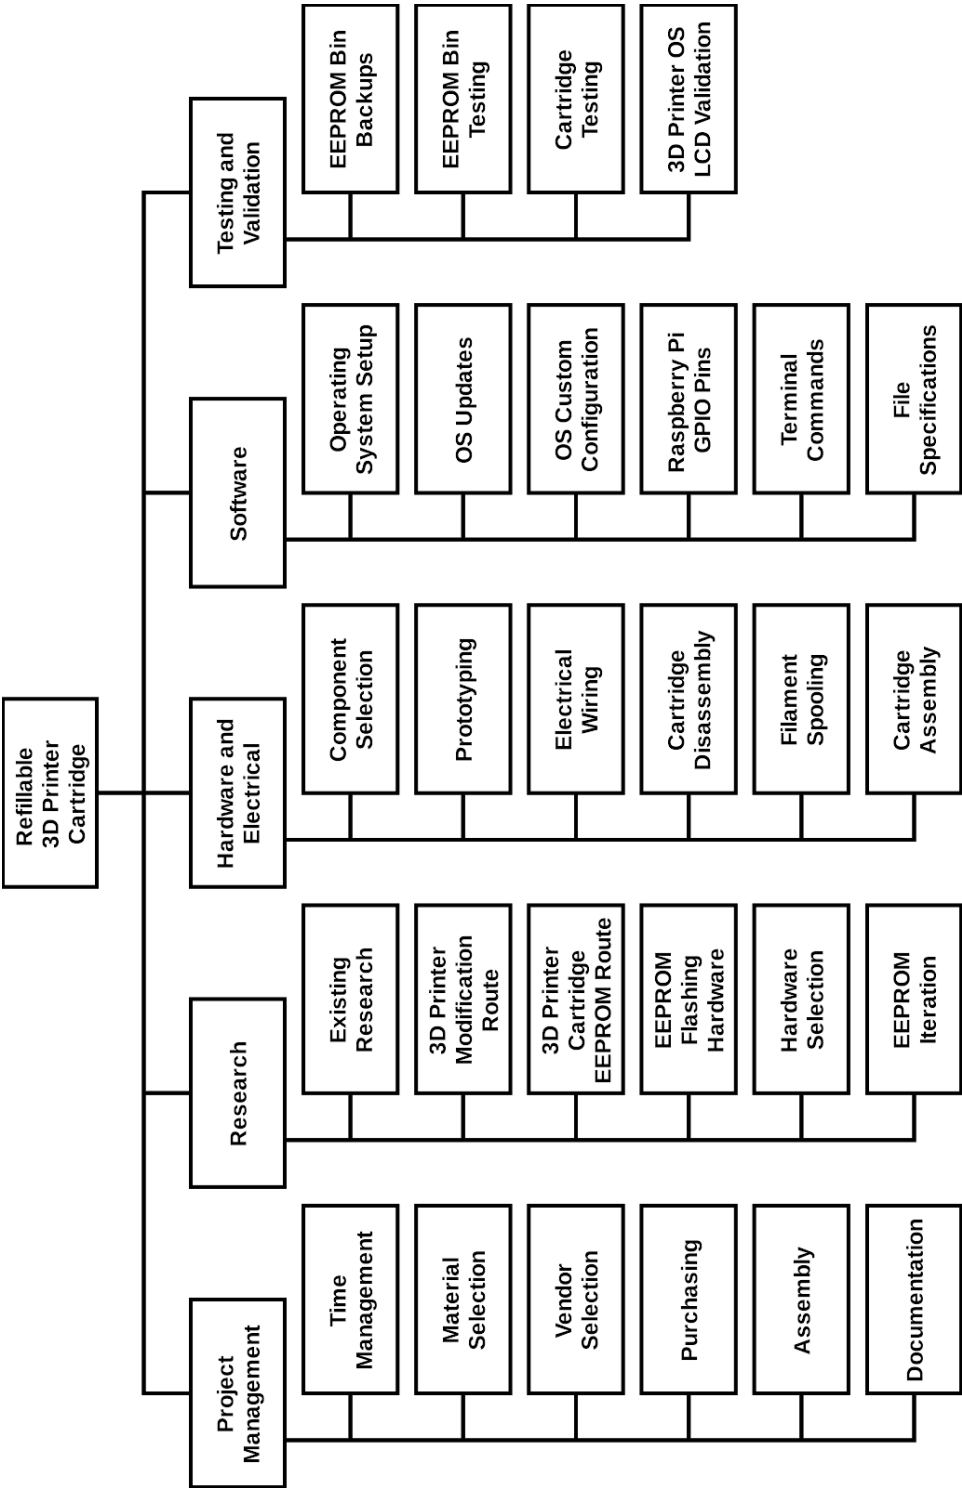 Refillable
3D Printer
Cartridge
Project
Management
Research
Hardware and
Electrical
Software
Testing and
Validation
Time
Management
Material
Selection
Vendor
Selection
Purchasing
Assembly
Documentation
Existing
Research
3D Printer
Modification
Route
3D Printer
Cartridge
EEPROM Route
EEPROM
Flashing
Hardware
Hardware
Selection
EEPROM
Iteration
Component
Selection
Prototyping
Electrical
Wiring
Cartridge
Disassembly
Filament
Spooling
Cartridge
Assembly
Operating
System Setup
OS Updates
OS Custom
Configuration
Raspberry Pi
GPIO Pins
Terminal
Commands
File
Specifications
EEPROM Bin
Backups
EEPROM Bin
Testing
Cartridge
Testing
3D Printer OS
LCD Validation